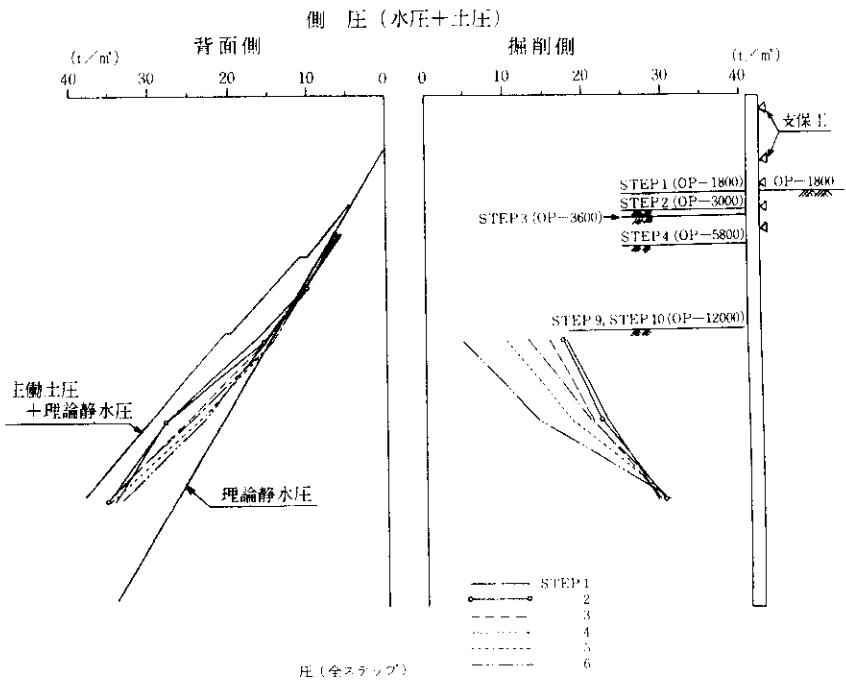 側 圧（水圧＋土圧）
背面側
掘削側
(t／㎡)
(t／㎡)
40 30 20 10 0
0 10 20 30 40
支保工
STEP 1 (OP−1800)
OP−1800
STEP 2 (OP−3000)
STEP 3 (OP−3600)
STEP 4 (OP−5800)
STEP 9, STEP 10 (OP−12000)
主働土圧
＋理論静水圧
理論静水圧
STEP 1
2
3
4
5
6
圧（全ステップ）